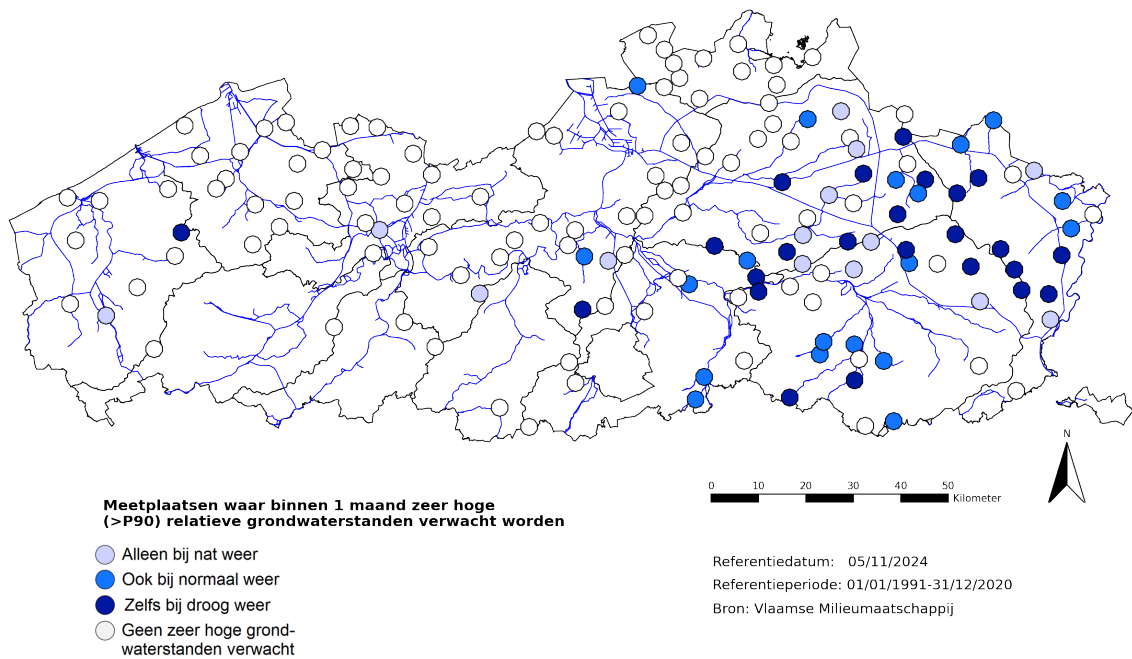 N
0 10 20 30 40 50
Kilometer
Meetplaatsen waar binnen 1 maand zeer hoge
(>P90) relatieve grondwaterstanden verwacht worden
Alleen bij nat weer
Ook bij normaal weer
Zelfs bij droog weer
Geen zeer hoge grond-
waterstanden verwacht
Referentiedatum: 05/11/2024
Referentieperiode: 01/01/1991-31/12/2020
Bron: Vlaamse Milieumaatschappij